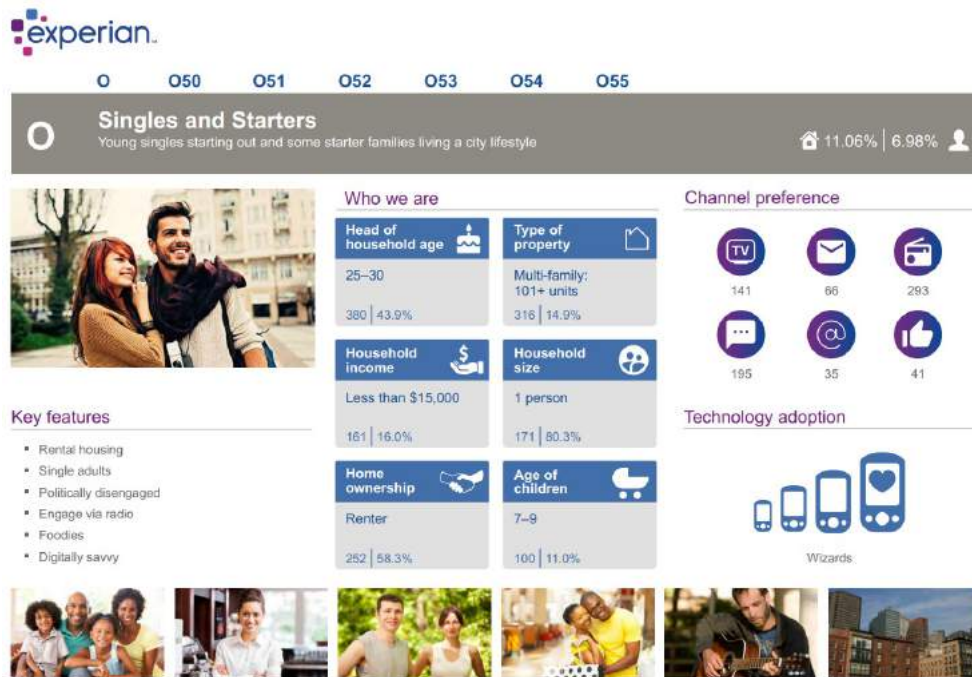 experian™
O O50 O51 O52 O53 O54 O55
O
Singles and Starters
Young singles starting out and some starter families living a city lifestyle
11.06% | 6.98%
Who we are
Head of
household age
25–30
380 | 43.9%
Type of
property
Multi-family:
101+ units
316 | 14.9%
Household
income
$
Less than $15,000
161 | 16.0%
Household
size
1 person
171 | 80.3%
Home
ownership
Renter
252 | 58.3%
Age of
children
7–9
100 | 11.0%
Channel preference
TV
141
66
293
@
195
35
41
Key features
▪ Rental housing
▪ Single adults
▪ Politically disengaged
▪ Engage via radio
▪ Foodies
▪ Digitally savvy
Technology adoption
Wizards